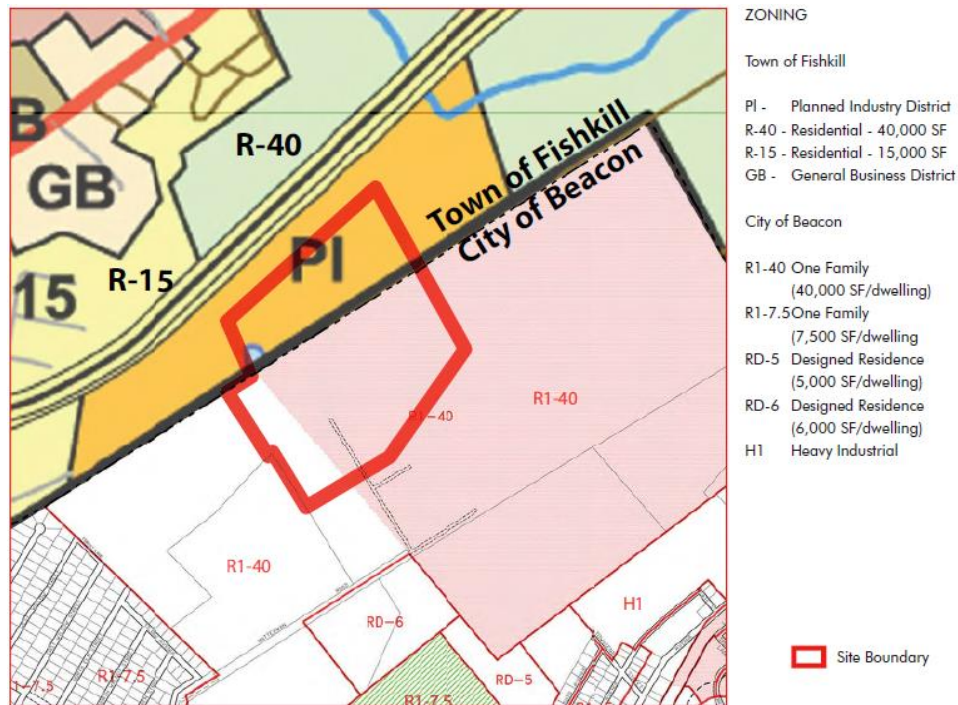 B
GB
R-40
R-15
15
PI
Town of Fishkill
City of Beacon
R1-40
R1-40
R1-40
RD-6
H1
RD-5
R1-7.5
R1-7.5
1-7.5
ZONING
Town of Fishkill
PI - Planned Industry District
R-40 - Residential - 40,000 SF
R-15 - Residential - 15,000 SF
GB - General Business District
City of Beacon
R1-40 One Family
(40,000 SF/dwelling)
R1-7.5One Family
(7,500 SF/dwelling
RD-5 Designed Residence
(5,000 SF/dwelling)
RD-6 Designed Residence
(6,000 SF/dwelling)
H1 Heavy Industrial
Site Boundary